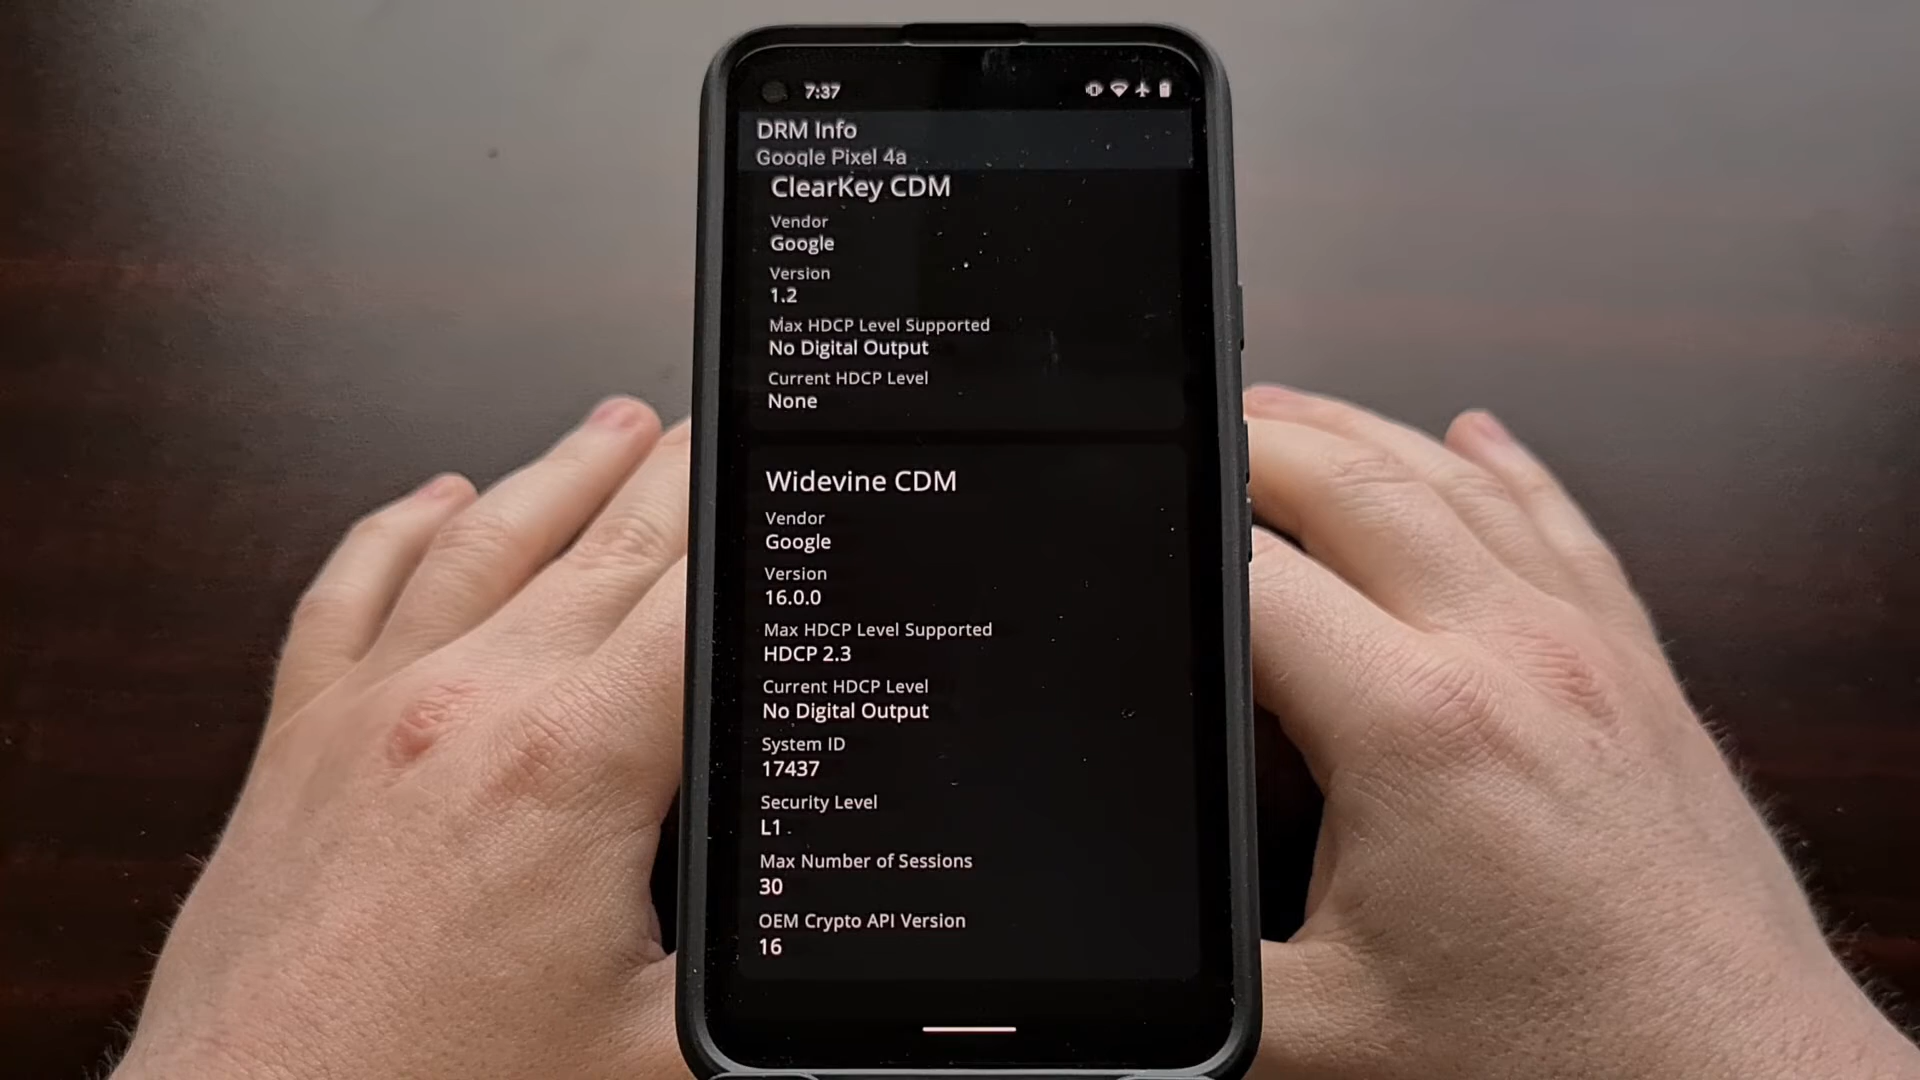 7:37
DRM Info
Google Pixel 4a
ClearKey CDM
Vendor
Google
Version
1.2
Max HDCP Level Supported
No Digital Output
Current HDCP Level
None
Widevine CDM
Vendor
Google
Version
16.0.0
Max HDCP Level Supported
HDCP 2.3
Current HDCP Level
No Digital Output
System ID
17437
Security Level
L1
Max Number of Sessions
30
OEM Crypto API Version
16